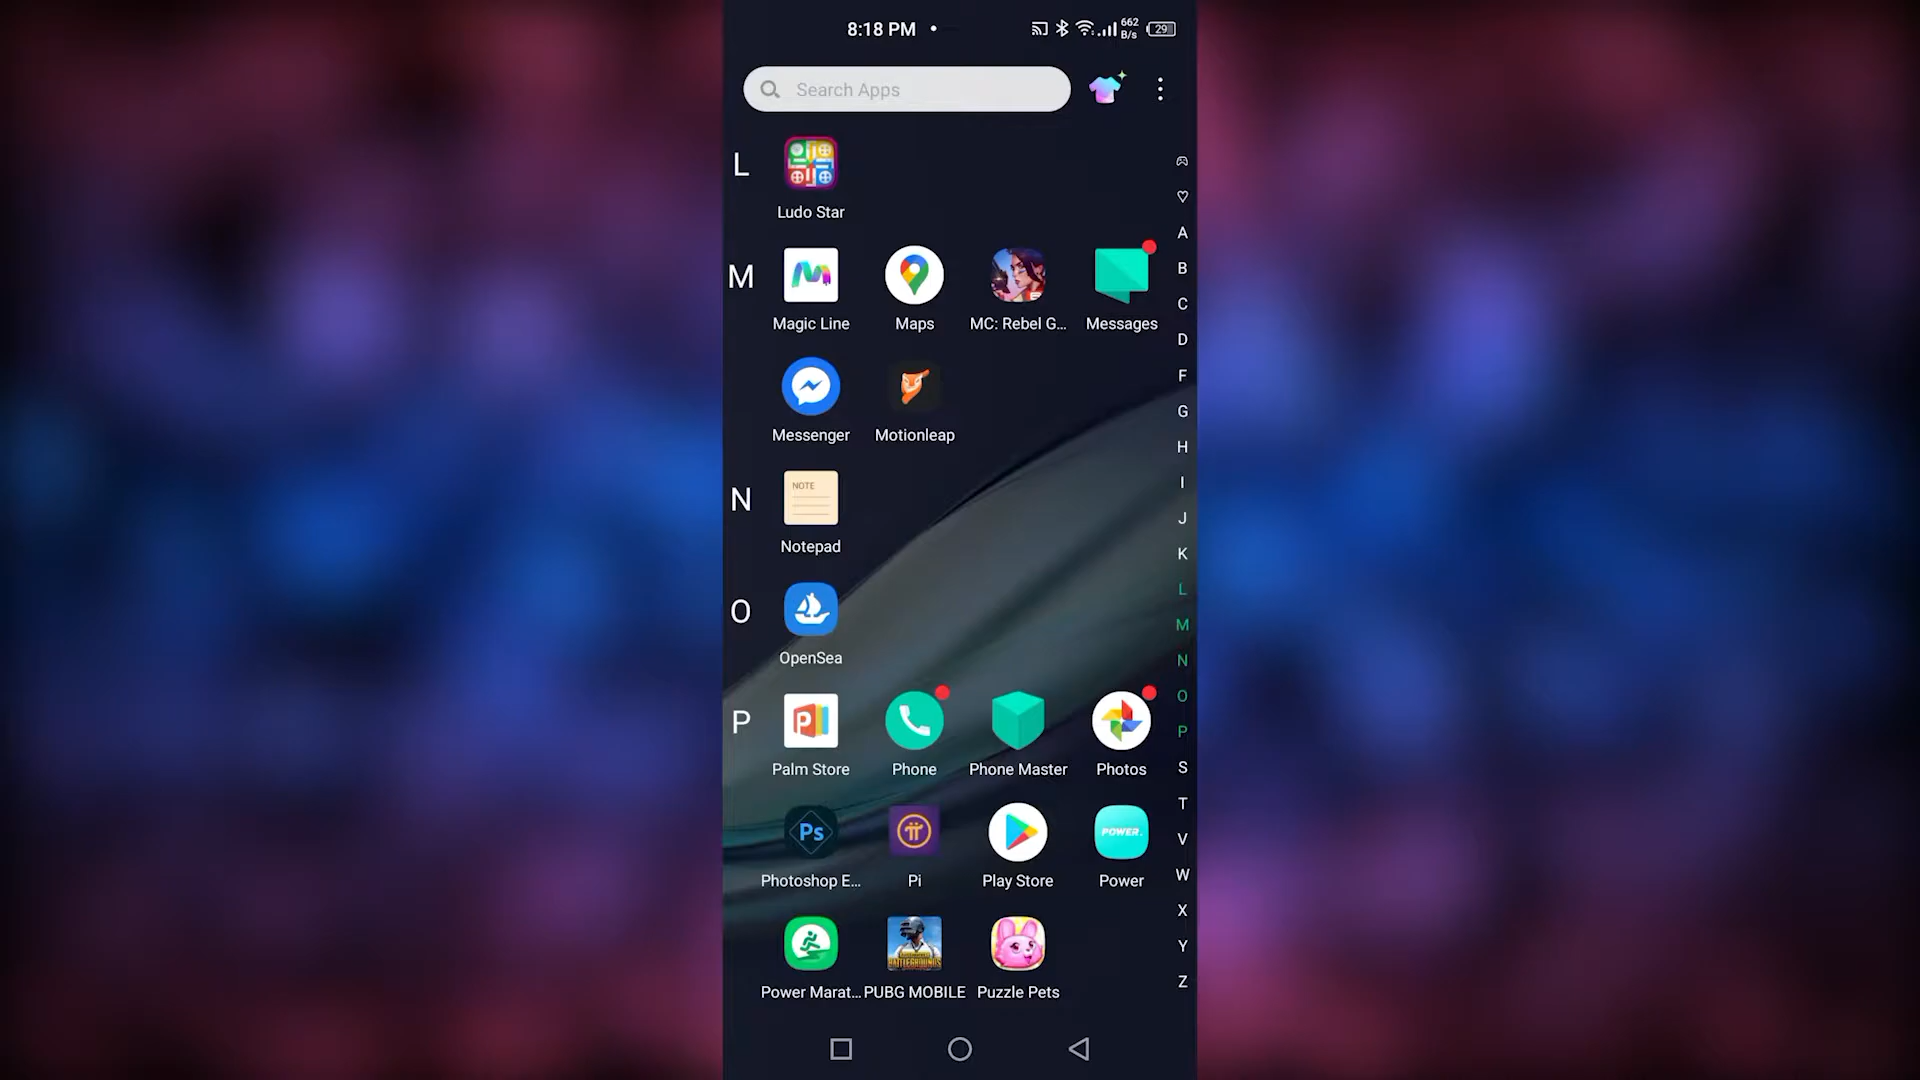 8:18 PM
662
B/s
29
Search Apps
L
Ludo Star
A
M
Magic Line
Maps
MC: Rebel G...
Messages
B
C
D
Messenger
Motionleap
F
G
H
N
NOTE
Notepad
I
J
K
O
OpenSea
L
M
N
O
P
P
Palm Store
Phone
Phone Master
Photos
S
T
Ps
POWER.
Photoshop E...
Pi
Play Store
Power
V
W
X
BATTLEGROUNDS
Power Marat...
PUBG MOBILE
Puzzle Pets
Y
Z